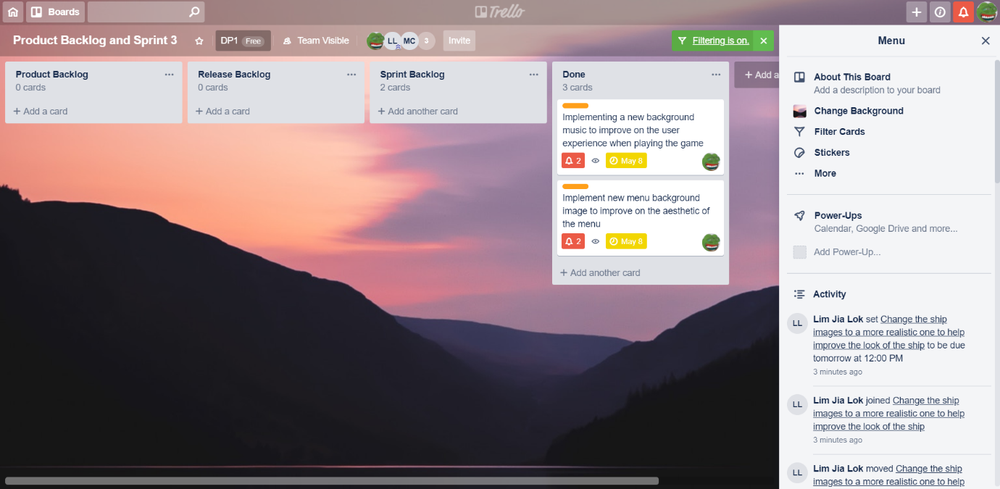 Boards
Trello
Product Backlog and Sprint 3
DP1 Free
Team Visible
LL
MC
3
Invite
Filtering is on.
Product Backlog
0 cards
+ Add a card
Release Backlog
0 cards
+ Add a card
Sprint Backlog
2 cards
+ Add another card
Done
3 cards
Implementing a new background
music to improve on the user
experience when playing the game
2
May 8
Implement new menu background
image to improve on the aesthetic of
the menu
2
May 8
+ Add another card
+ Add a
Menu
About This Board
Add a description to your board
Change Background
Filter Cards
Stickers
More
Power-Ups
Calendar, Google Drive and more...
Add Power-Up...
Activity
LL
Lim Jia Lok set Change the ship
images to a more realistic one to help
improve the look of the ship to be due
tomorrow at 12:00 PM
3 minutes ago
LL
Lim Jia Lok joined Change the ship
images to a more realistic one to help
improve the look of the ship
3 minutes ago
LL
Lim Jia Lok moved Change the ship
images to a more realistic one to help